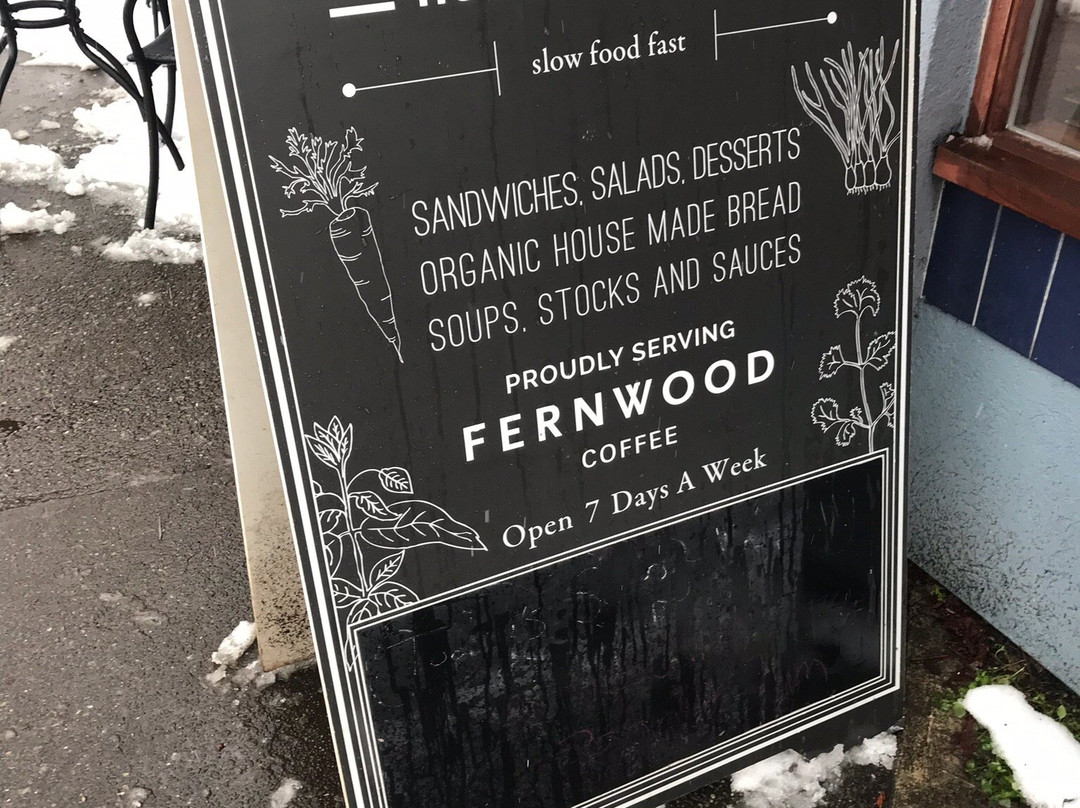 slow food fast
SANDWICHES, SALADS, DESSERTS
ORGANIC HOUSE MADE BREAD
SOUPS, STOCKS AND SAUCES
PROUDLY SERVING
FERNWOOD
COFFEE
Open 7 Days A Week